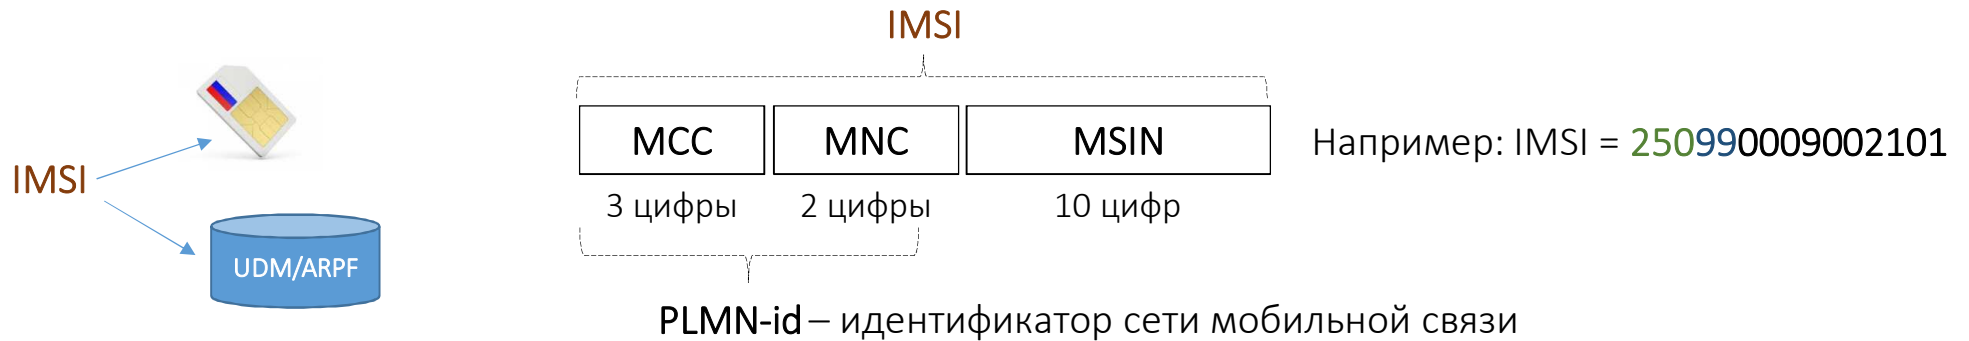 IMSI
UDM/ARPF
IMSI
MCC MNC MSIN
3 цифры 2 цифры 10 цифр
PLMN-id – идентификатор сети мобильной связи
Например: IMSI = 250990009002101